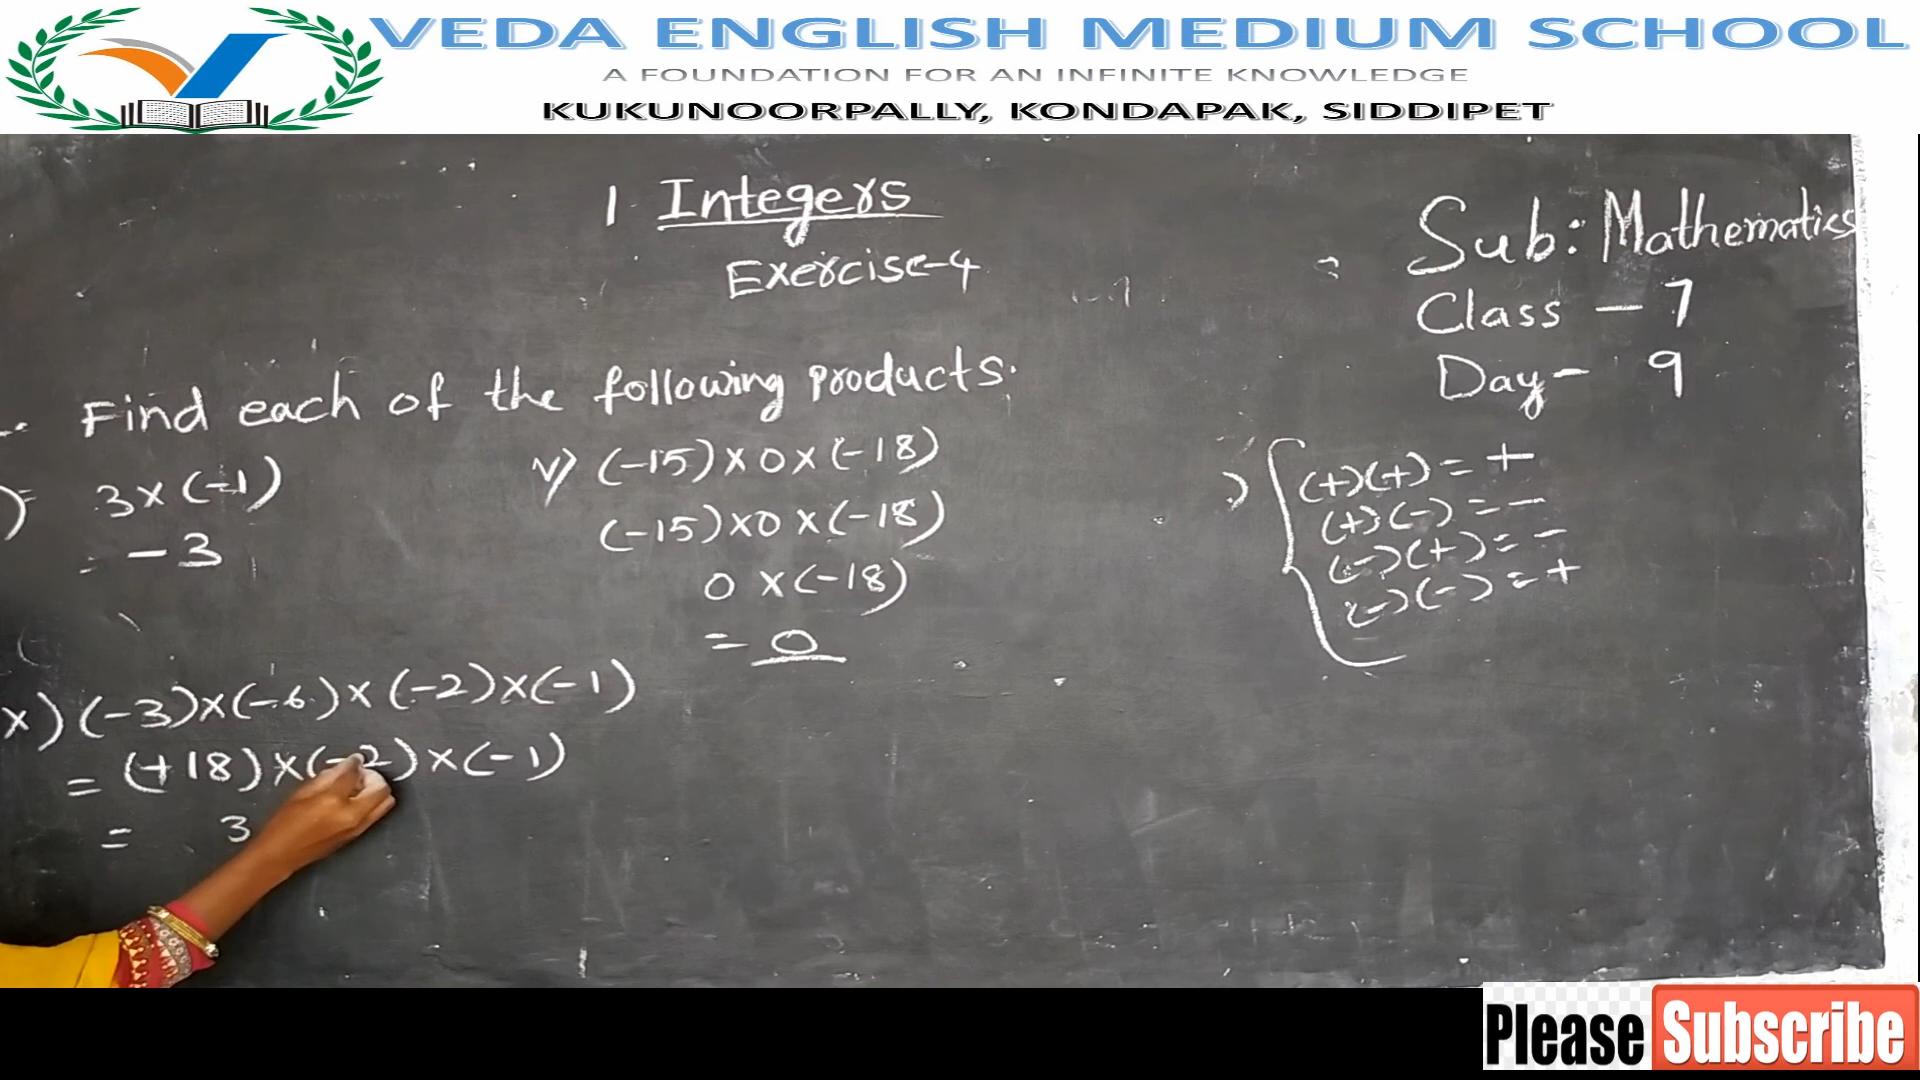 VEDA ENGLISH MEDIUM SCHOOL
A FOUNDATION FOR AN INFINITE KNOWLEDGE
KUKUNOORPALLY, KONDAPAK, SIDDIPET
1 Integers
Exercise-4
Sub: Mathematics
Class - 7
Day - 9
Find each of the following products.
3×(-1)
= -3
v) (-15)×0×(-18)
(-15)×0×(-18)
0 ×(-18)
= 0
(+)(+) = +
(+)(-) = -
(-)(+) = -
(-)(-) = +
x) (-3)×(-6)×(-2)×(-1)
= (+18)×(-2)×(-1)
= 3
Please Subscribe